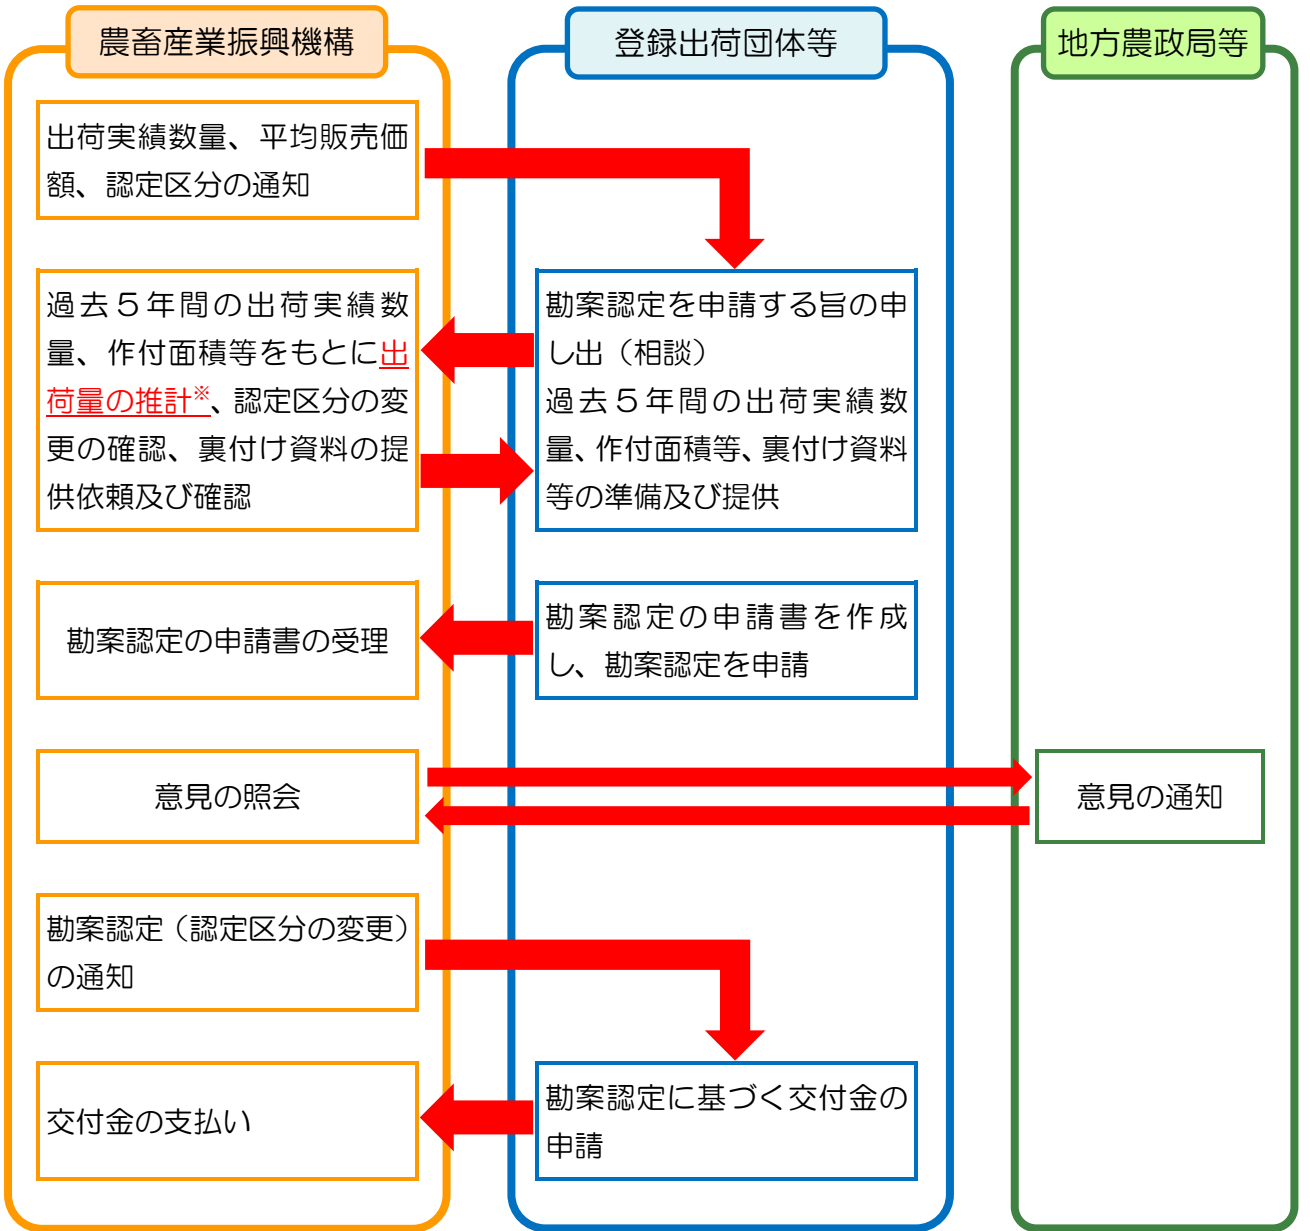 農畜産業振興機構
登録出荷団体等
地方農政局等
出荷実績数量、平均販売価
額、認定区分の通知
過去５年間の出荷実績数
量、作付面積等をもとに出
荷量の推計※、認定区分の変
更の確認、裏付け資料の提
供依頼及び確認
勘案認定を申請する旨の申
し出（相談）
過去５年間の出荷実績数
量、作付面積等、裏付け資料
等の準備及び提供
勘案認定の申請書の受理
勘案認定の申請書を作成
し、勘案認定を申請
意見の照会
意見の通知
勘案認定（認定区分の変更）
の通知
交付金の支払い
勘案認定に基づく交付金の
申請